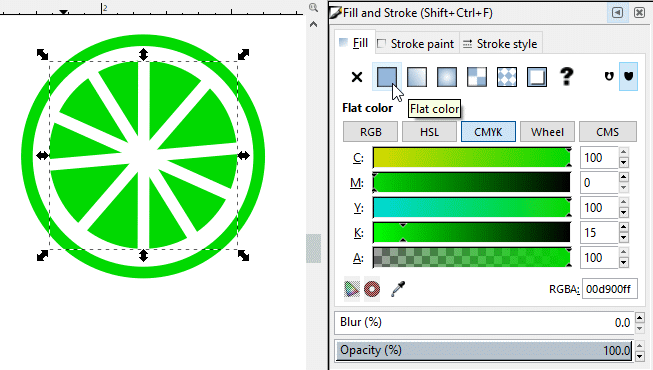 2
Fill and Stroke (Shift+Ctrl+F)
Fill Stroke paint Stroke style
?
Flat color
Flat color
RGB HSL CMYK Wheel CMS
C: 100
M: 0
Y: 100
K: 15
A: 100
RGBA: 00d900ff
Blur (%) 0.0
Opacity (%) 100.0